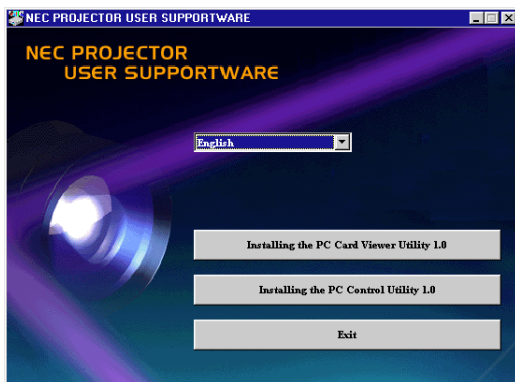 NEC PROJECTOR USER SUPPORTWARE
NEC PROJECTOR
USER SUPPORTWARE
English
Installing the PC Card Viewer Utility 1.0
Installing the PC Control Utility 1.0
Exit